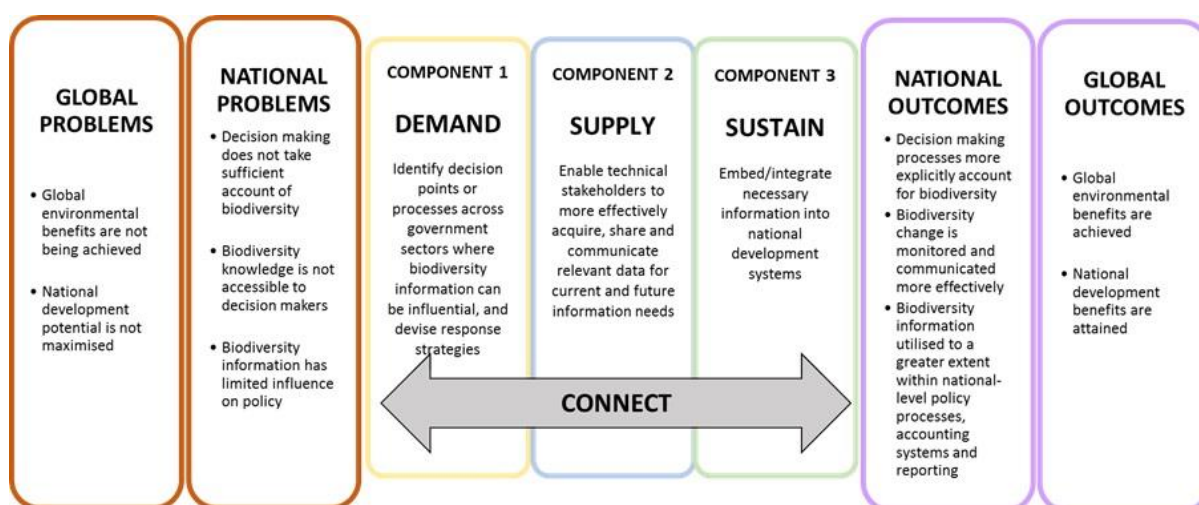 GLOBAL
PROBLEMS
• Global
environmental
benefits are not
being achieved
• National
development
potential is not
maximised
NATIONAL
PROBLEMS
• Decision making
does not take
sufficient
account of
biodiversity
• Biodiversity
knowledge is not
accessible to
decision makers
• Biodiversity
information has
limited influence
on policy
COMPONENT 1
DEMAND
Identify decision
points or
processes across
government
sectors where
biodiversity
information can
be influential, and
devise response
strategies
COMPONENT 2
SUPPLY
Enable technical
stakeholders to
more effectively
acquire, share and
communicate
relevant data for
current and future
information needs
COMPONENT 3
SUSTAIN
Embed/integrate
necessary
information into
national
development
systems
CONNECT
NATIONAL
OUTCOMES
• Decision making
processes more
explicitly account
for biodiversity
• Biodiversity
change is
monitored and
communicated
more effectively
• Biodiversity
information
utilised to a
greater extent
within national-
level policy
processes,
accounting
systems and
reporting
GLOBAL
OUTCOMES
• Global
environmental
benefits are
achieved
• National
development
benefits are
attained